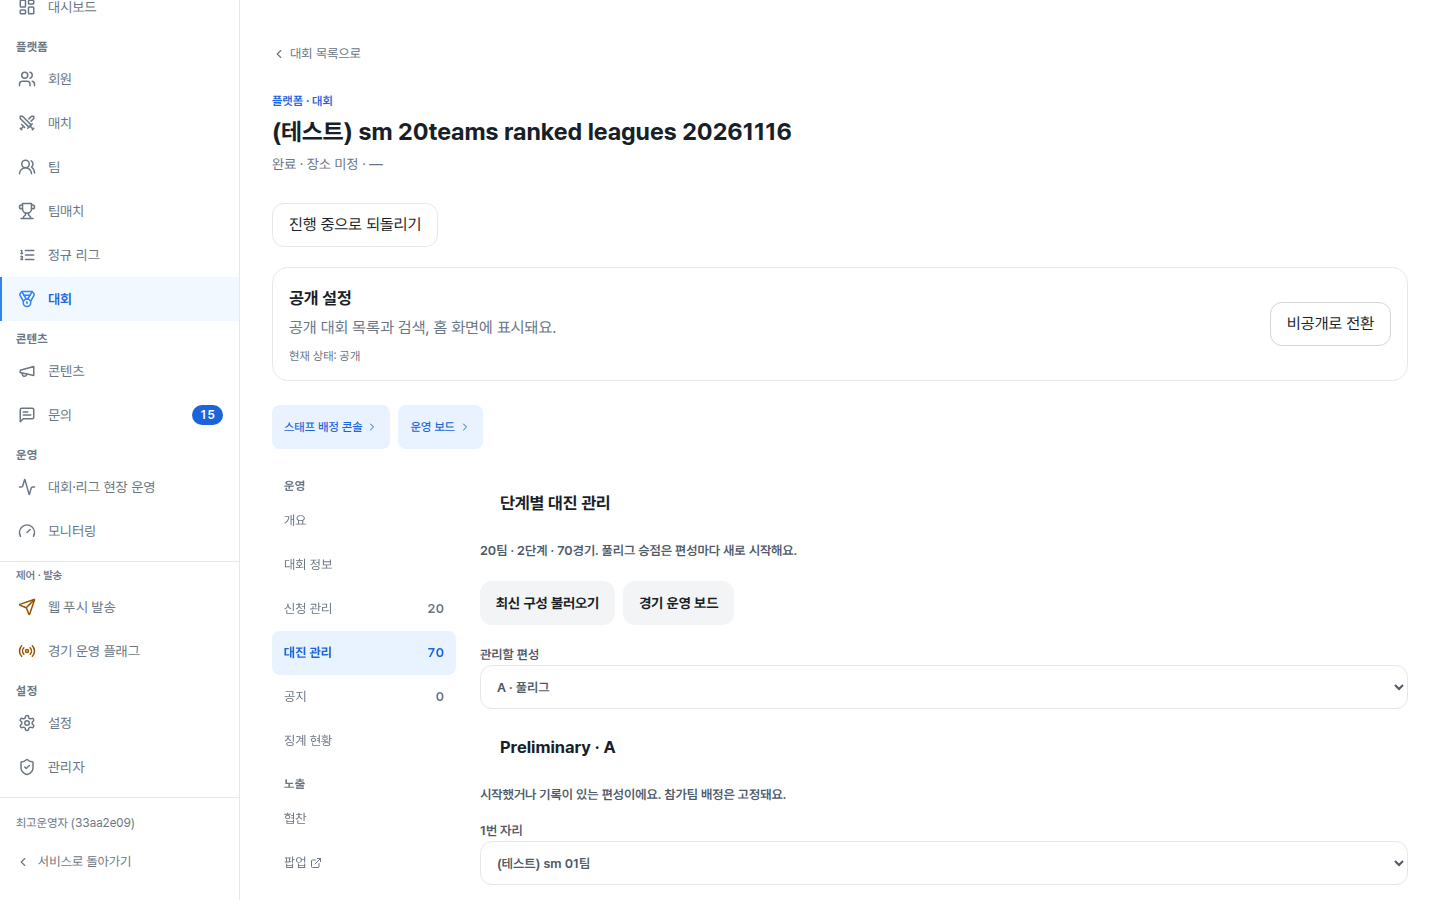 대시보드
플랫폼
회원
매치
팀
팀매치
정규 리그
대회
콘텐츠
콘텐츠
문의 15
운영
대회·리그 현장 운영
모니터링
제어 · 발송
웹 푸시 발송
경기 운영 플래그
설정
설정
관리자
최고운영자 (33aa2e09)
서비스로 돌아가기
대회 목록으로
플랫폼 · 대회
(테스트) sm 20teams ranked leagues 20261116
완료 · 장소 미정 · —
진행 중으로 되돌리기
공개 설정
공개 대회 목록과 검색, 홈 화면에 표시돼요.
현재 상태: 공개
비공개로 전환
스태프 배정 콘솔
운영 보드
운영
개요
대회 정보
신청 관리 20
대진 관리 70
공지 0
징계 현황
노출
협찬
팝업
단계별 대진 관리
20팀 · 2단계 · 70경기. 풀리그 승점은 편성마다 새로 시작해요.
최신 구성 불러오기
경기 운영 보드
관리할 편성
A · 풀리그
Preliminary · A
시작했거나 기록이 있는 편성이에요. 참가팀 배정은 고정돼요.
1번 자리
(테스트) sm 01팀